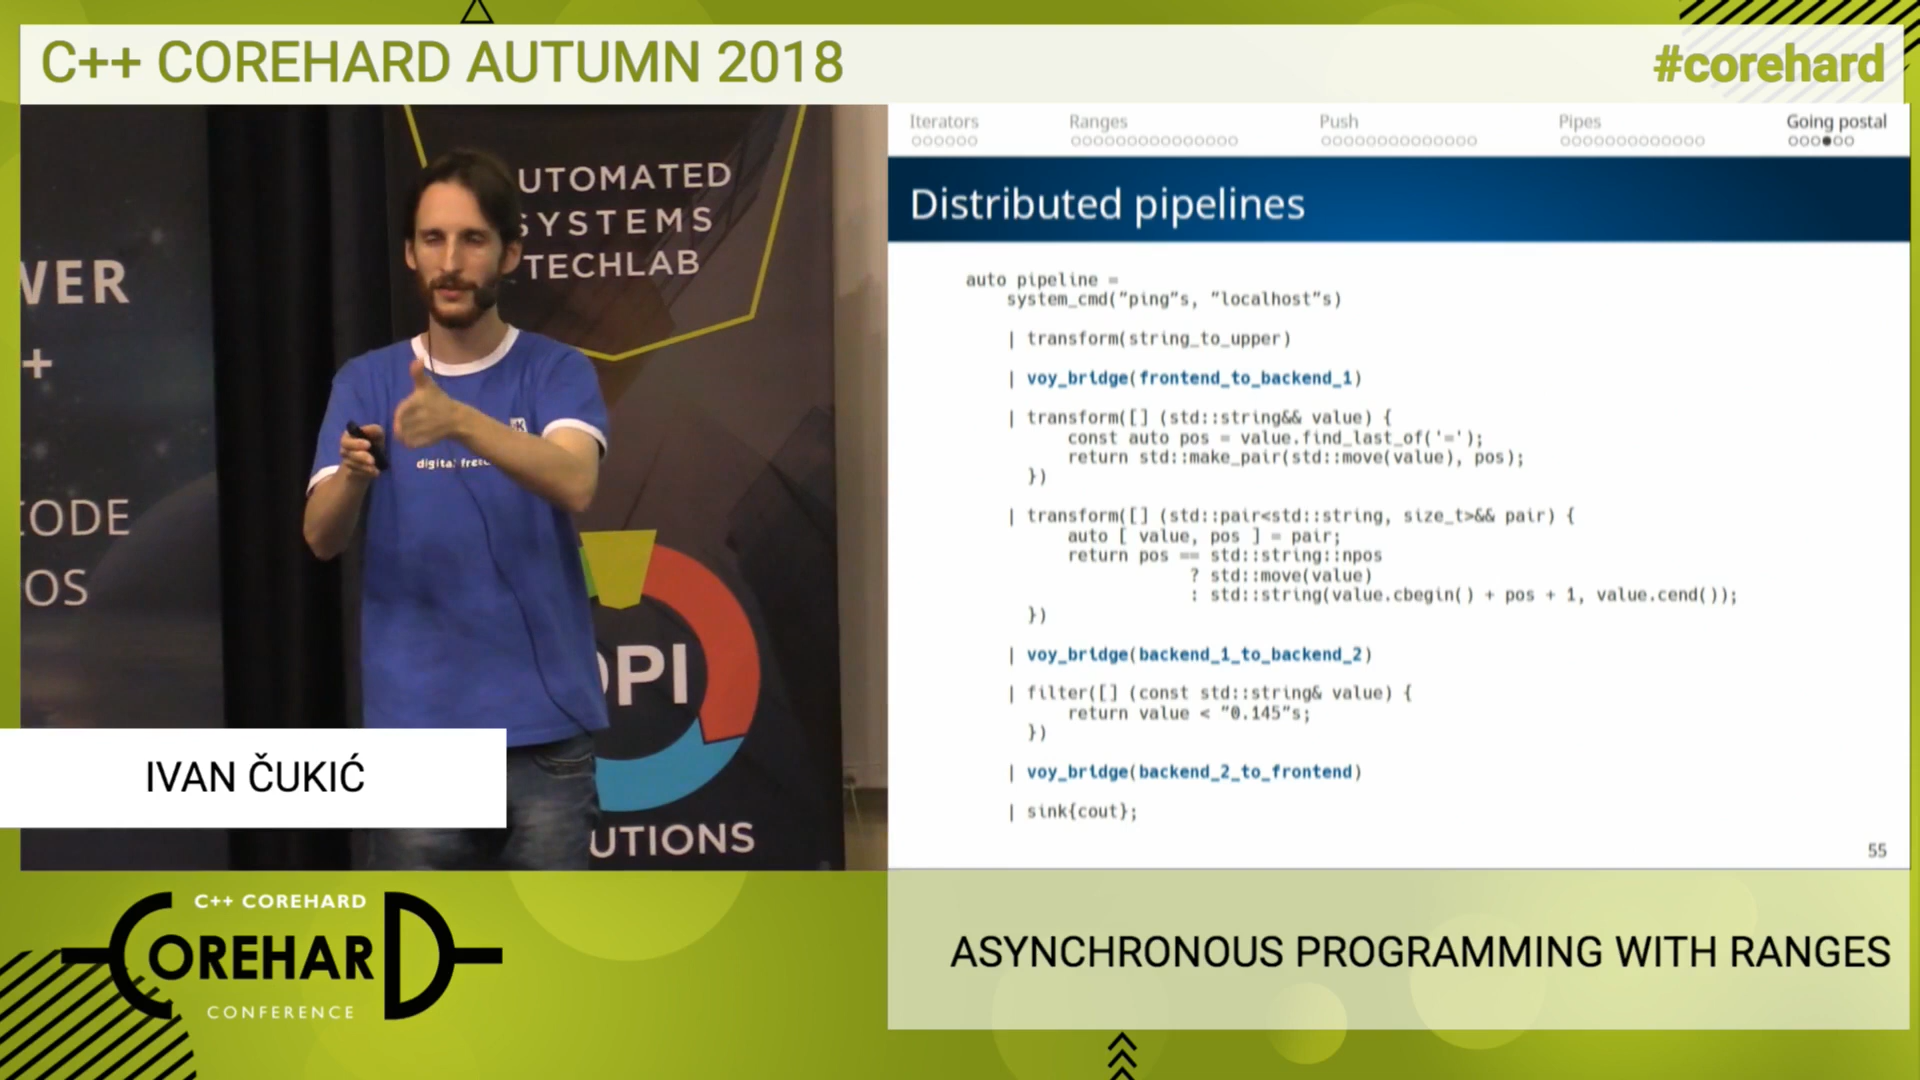 C++ COREHARD AUTUMN 2018
#corehard
UTOMATED
SYSTEMS
TECHLAB
VER
+
CODE
OS
digital
PI
UTIONS
IVAN ČUKIĆ
C++ COREHARD
COREHARD
CONFERENCE
Iterators
Ranges
Push
Pipes
Going postal
Distributed pipelines
auto pipeline =
system_cmd("ping"s, "localhost"s)
| transform(string_to_upper)
| voy_bridge(frontend_to_backend_1)
| transform([] (std::string&& value) {
const auto pos = value.find_last_of('=');
return std::make_pair(std::move(value), pos);
})
| transform([] (std::pair<std::string, size_t>&& pair) {
auto [ value, pos ] = pair;
return pos == std::string::npos
? std::move(value)
: std::string(value.cbegin() + pos + 1, value.cend());
})
| voy_bridge(backend_1_to_backend_2)
| filter([] (const std::string& value) {
return value < "0.145"s;
})
| voy_bridge(backend_2_to_frontend)
| sink{cout};
55
ASYNCHRONOUS PROGRAMMING WITH RANGES